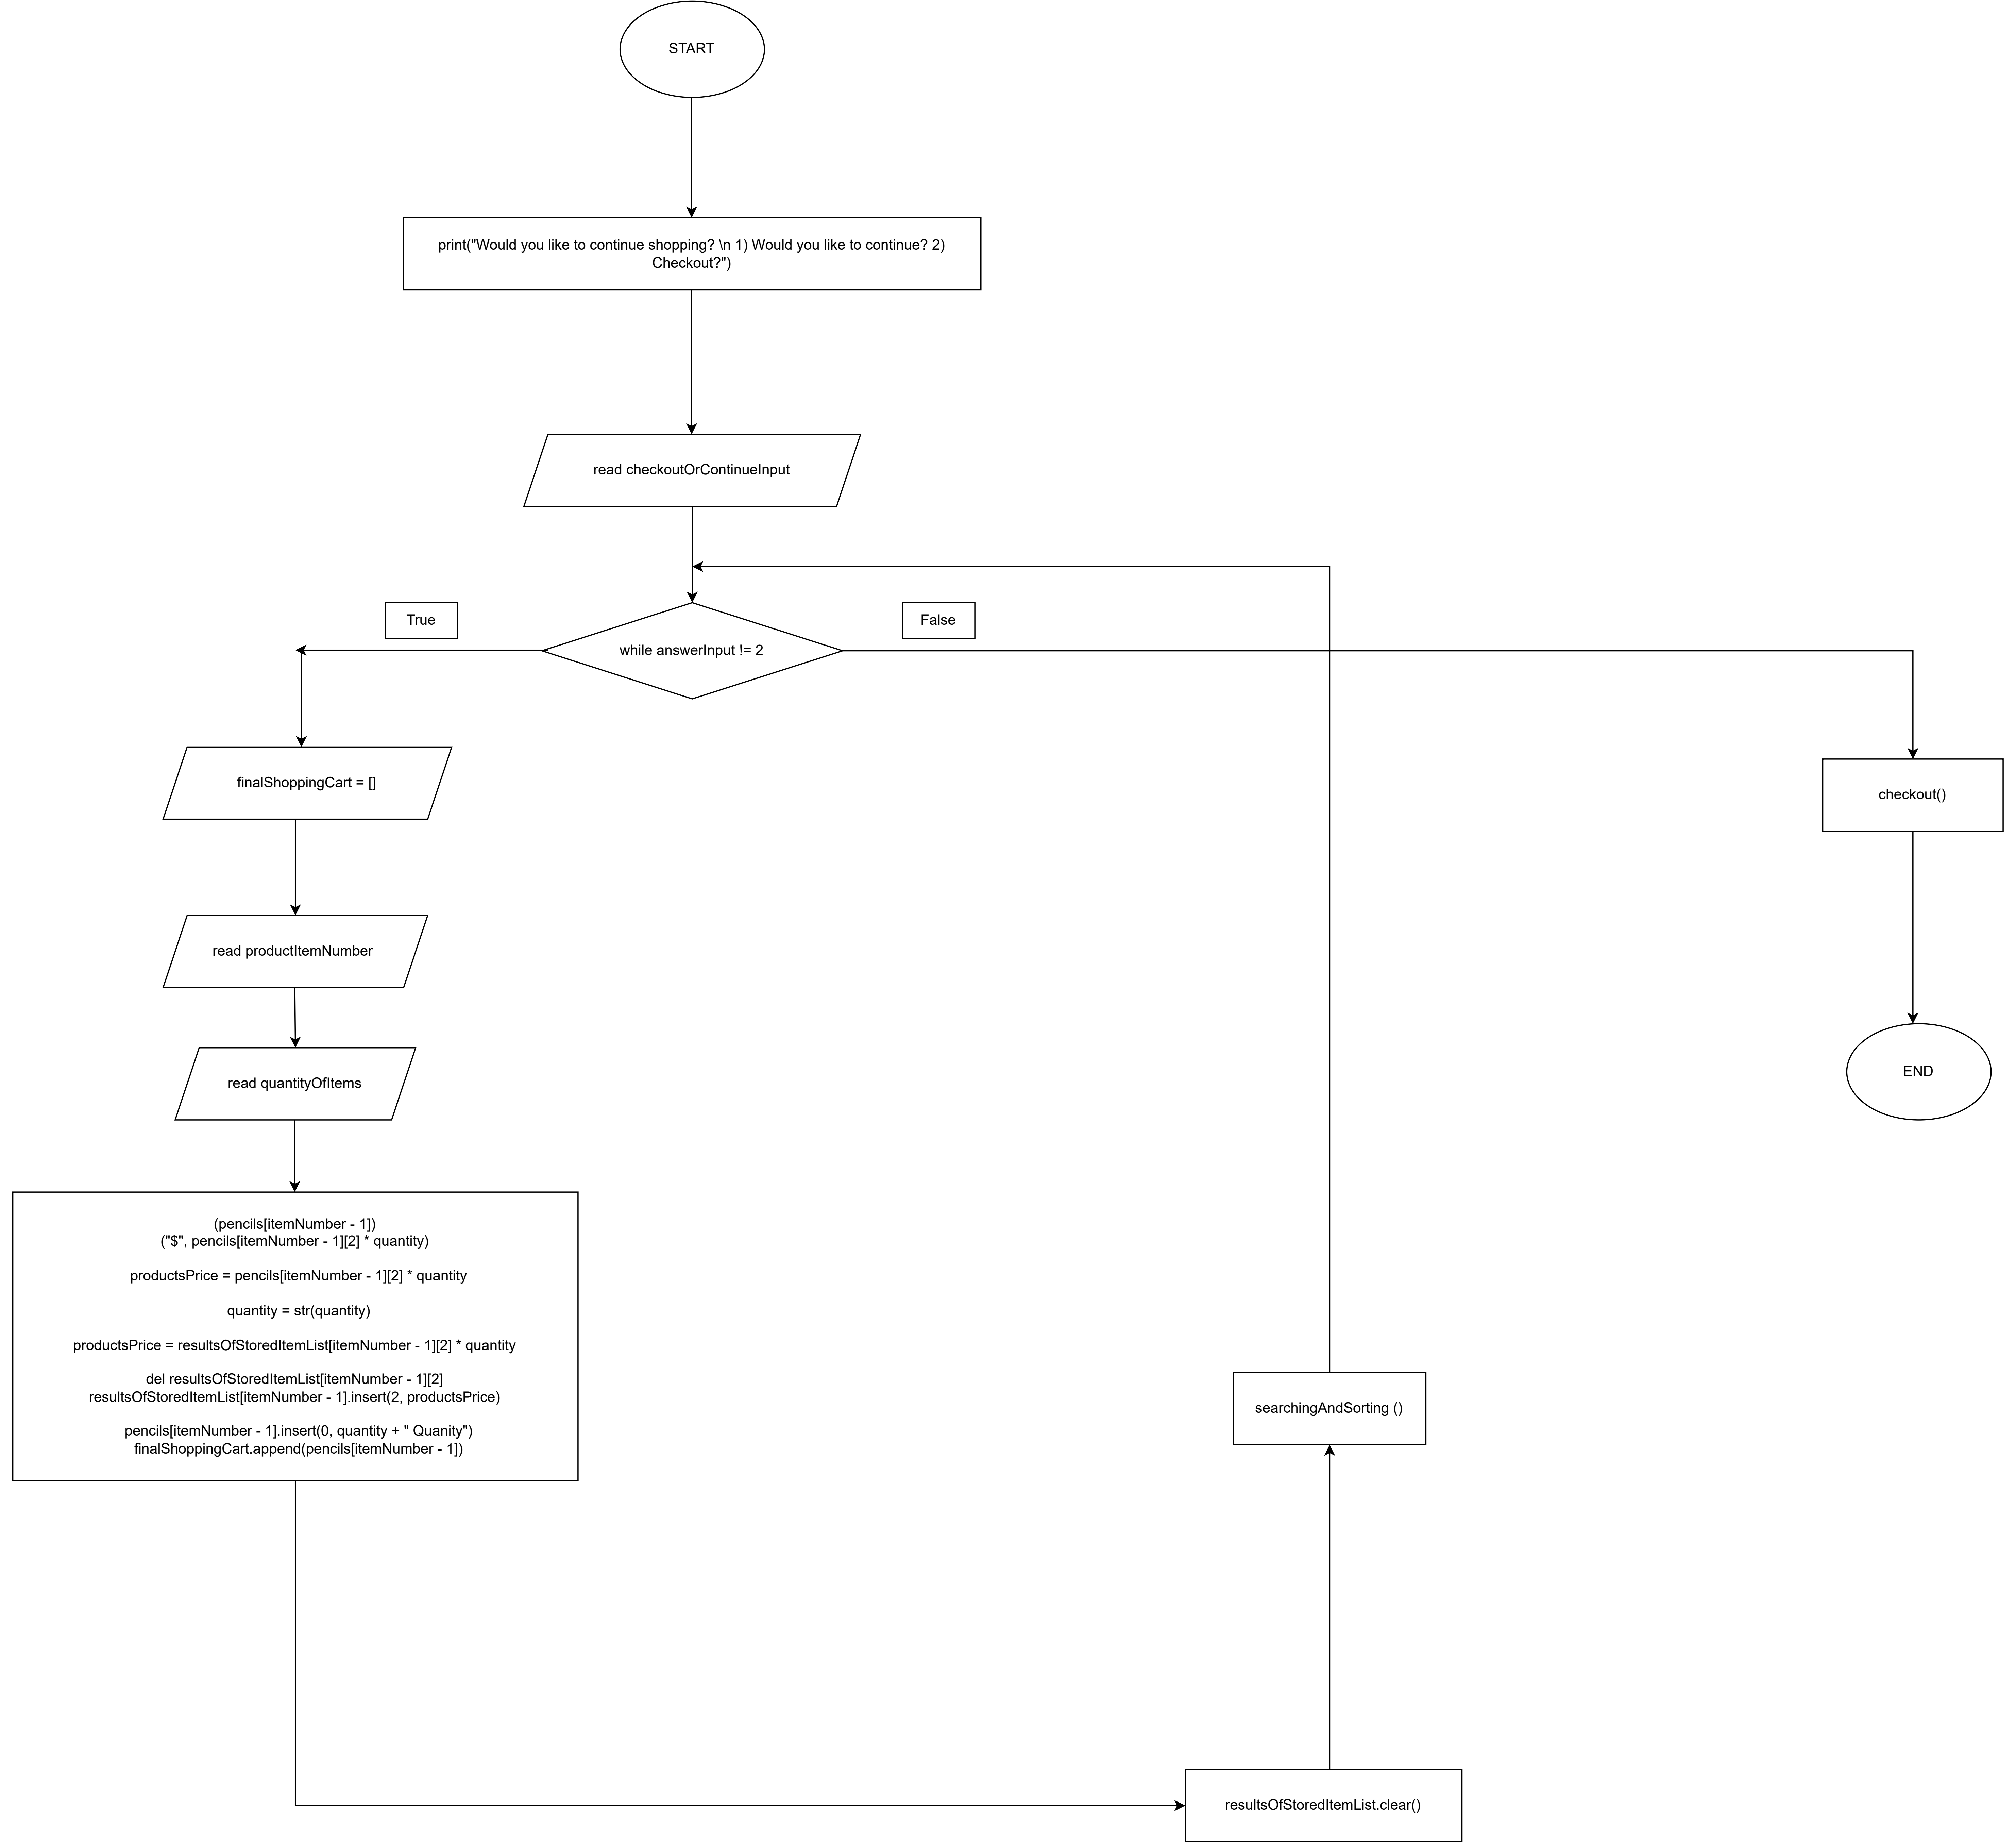 START
print("Would you like to continue shopping? \n 1) Would you like to continue? 2)
Checkout?")
read checkoutOrContinueInput
True
False
while answerInput != 2
finalShoppingCart = []
checkout()
read productItemNumber
read quantityOfItems
END
(pencils[itemNumber - 1])
("$", pencils[itemNumber - 1][2] * quantity)
productsPrice = pencils[itemNumber - 1][2] * quantity
quantity = str(quantity)
productsPrice = resultsOfStoredItemList[itemNumber - 1][2] * quantity
del resultsOfStoredItemList[itemNumber - 1][2]
resultsOfStoredItemList[itemNumber - 1].insert(2, productsPrice)
pencils[itemNumber - 1].insert(0, quantity + " Quanity")
finalShoppingCart.append(pencils[itemNumber - 1])
searchingAndSorting ()
resultsOfStoredItemList.clear()